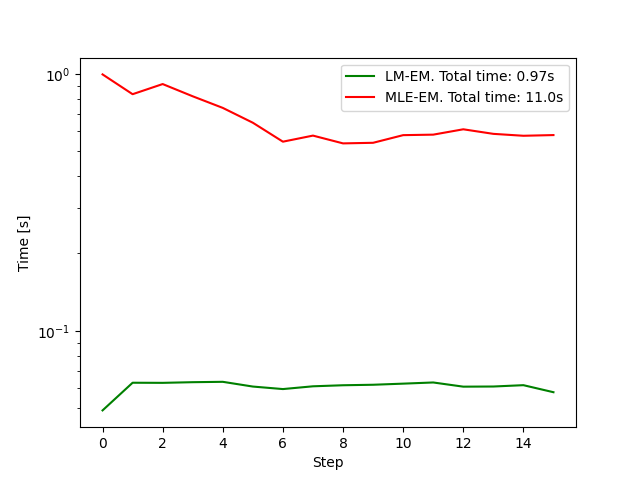 LM-EM. Total time: 0.97s
MLE-EM. Total time: 11.0s
10⁰
10⁻¹
Time [s]
0 2 4 6 8 10 12 14
Step